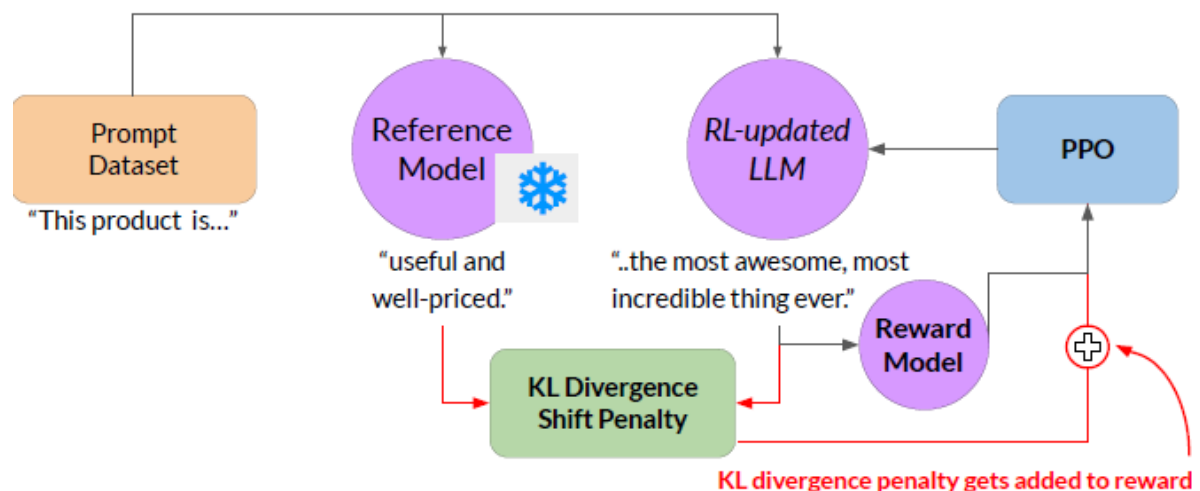 Prompt
Dataset
“This product is...”
Reference
Model
“useful and
well-priced.”
RL-updated
LLM
“..the most awesome, most
incredible thing ever.”
PPO
Reward
Model
KL Divergence
Shift Penalty
KL divergence penalty gets added to reward